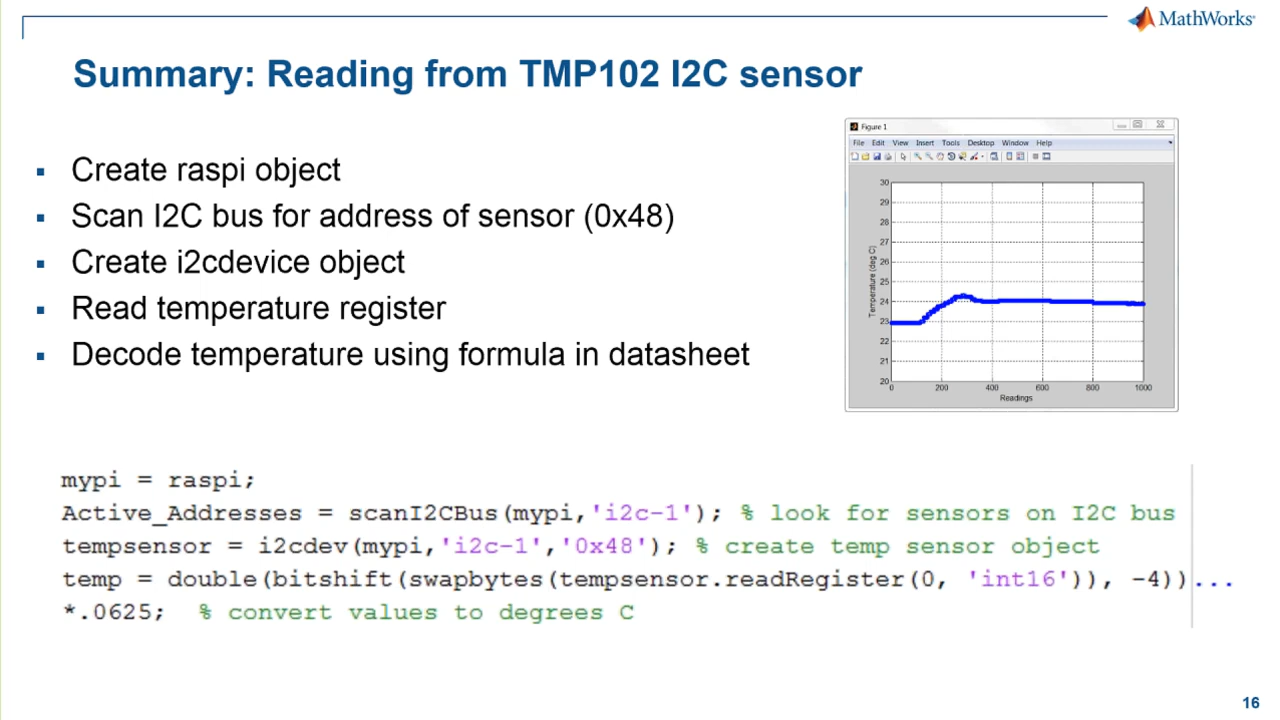 MathWorks®
Summary: Reading from TMP102 I2C sensor
▪ Create raspi object
▪ Scan I2C bus for address of sensor (0x48)
▪ Create i2cdevice object
▪ Read temperature register
▪ Decode temperature using formula in datasheet
Figure 1
File Edit View Insert Tools Desktop Window Help
30
29
28
27
26
25
24
23
22
21
20
Temperature (deg C)
0 200 400 600 800 1000
Readings
mypi = raspi;
Active_Addresses = scanI2CBus(mypi,'i2c-1'); % look for sensors on I2C bus
tempsensor = i2cdev(mypi,'i2c-1','0x48'); % create temp sensor object
temp = double(bitshift(swapbytes(tempsensor.readRegister(0, 'int16')), -4))...
*.0625; % convert values to degrees C
16